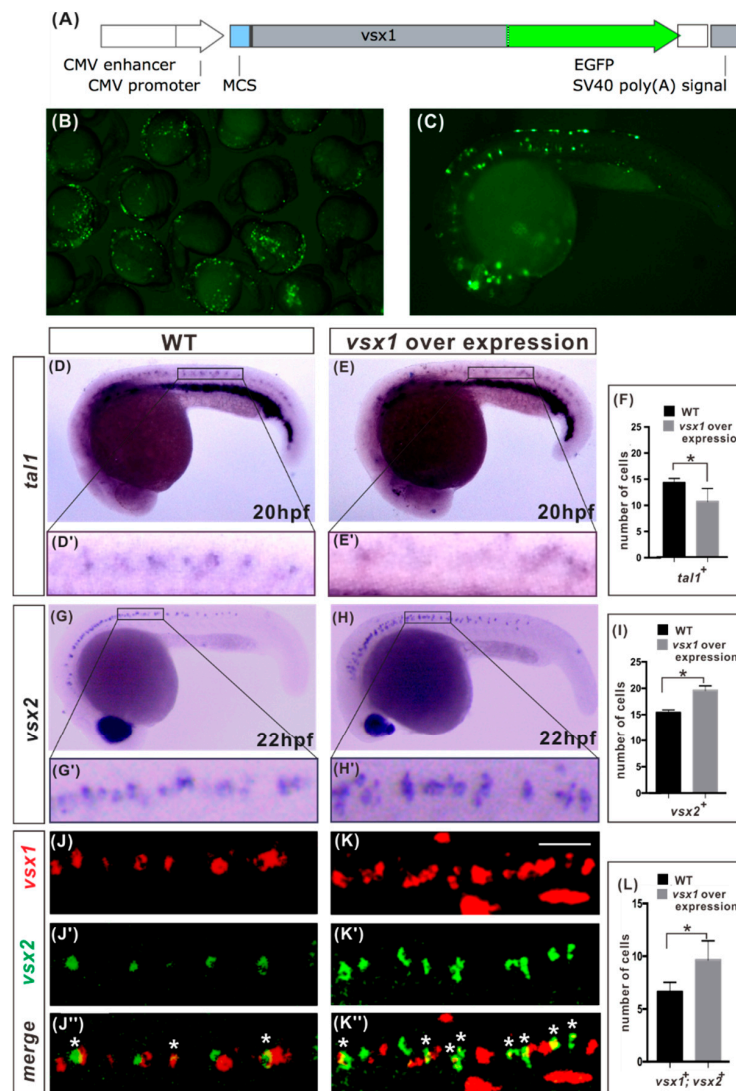 (A)
vsx1
CMV enhancer
EGFP
CMV promoter
MCS
SV40 poly(A) signal
(B)
(C)
WT
vsx1 over expression
tal1
(D)
20hpf
(E)
20hpf
(D')
(E')
(F)
WT
vsx1 over
expression
number of cells
25
20
15
10
5
0
*
tal1+
vsx2
(G)
22hpf
(H)
22hpf
(G')
(H')
(I)
WT
vsx1 over
expression
number of cells
25
20
15
10
5
0
*
vsx2+
vsx1
(J)
(K)
vsx2
(J')
(K')
merge
(J'')
* * *
(K'')
* * * * * * * *
(L)
WT
vsx1 over
expression
number of cells
15
10
5
0
*
vsx1+; vsx2+